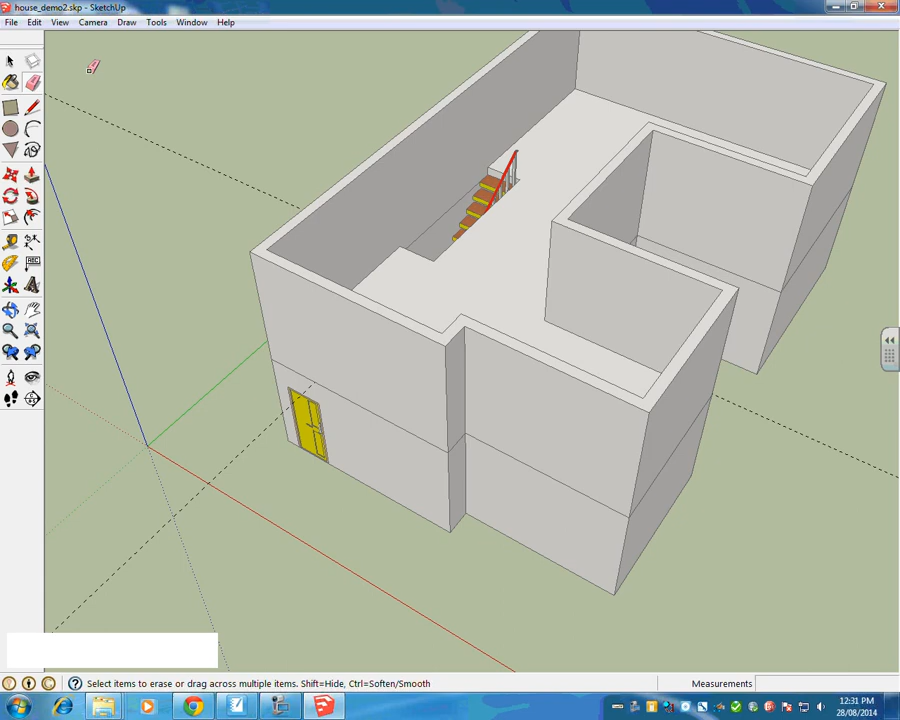 house_demo2.skp - SketchUp
File Edit View Camera Draw Tools Window Help
ABC
Select items to erase or drag across multiple items. Shift=Hide, Ctrl=Soften/Smooth
Measurements
12:31 PM
28/08/2014